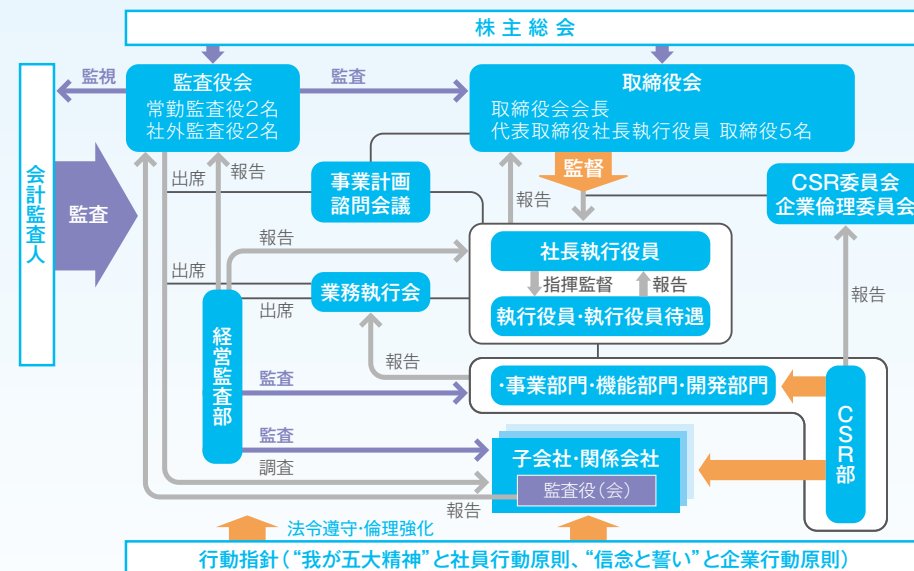 株主総会
監視
監査役会
常勤監査役2名
社外監査役2名
監査
取締役会
取締役会会長
代表取締役社長執行役員 取締役5名
会計監査人
監査
出席
報告
事業計画
諮問会議
監督
報告
CSR委員会
企業倫理委員会
報告
社長執行役員
指揮監督
報告
執行役員・執行役員待遇
出席
業務執行会
出席
報告
経営監査部
報告
監査
・事業部門・機能部門・開発部門
CSR部
監査
子会社・関係会社
監査役(会)
調査
報告
法令遵守・倫理強化
行動指針(“我が五大精神”と社員行動原則、“信念と誓い”と企業行動原則)